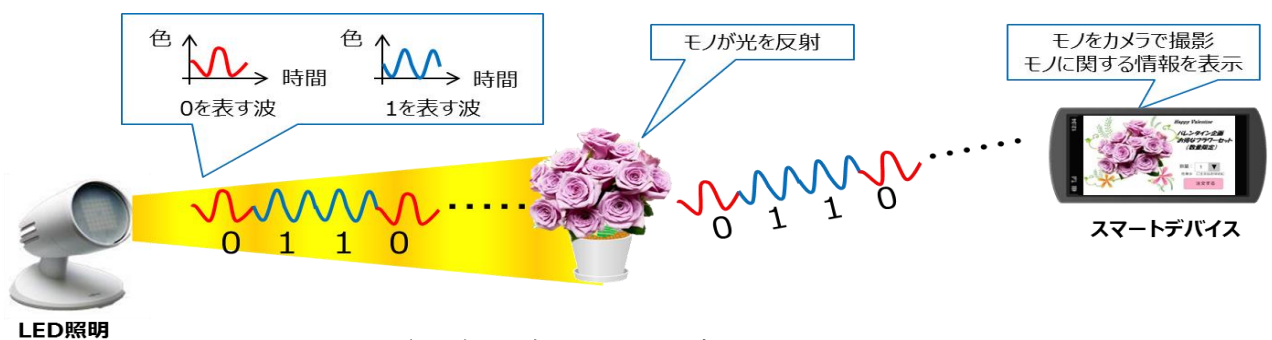 色
時間
0を表す波
色
時間
1を表す波
モノが光を反射
モノをカメラで撮影
モノに関する情報を表示
0 1 1 0
0 1 1 0
12:34
Happy Valentine
バレンタイン企画
お得なフラワーセット
(数量限定)
注文する
スマートデバイス
LED照明